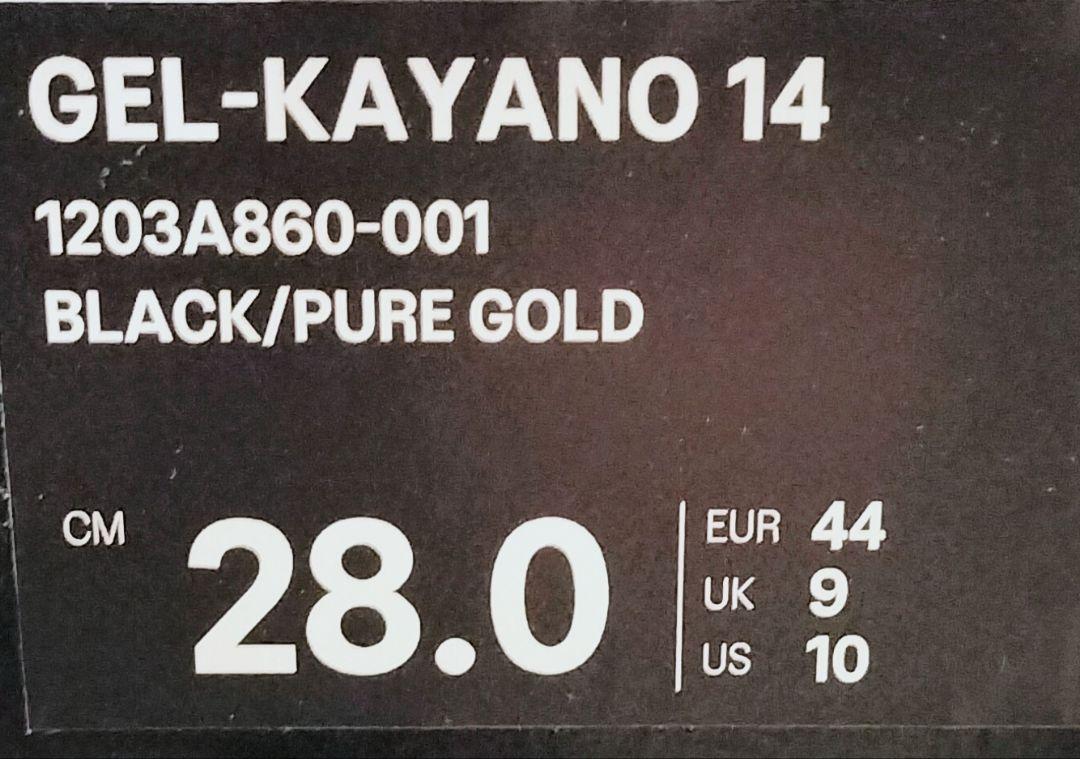 GEL-KAYANO 14
1203A860-001
BLACK/PURE GOLD
CM 28.0
EUR 44
UK 9
US 10